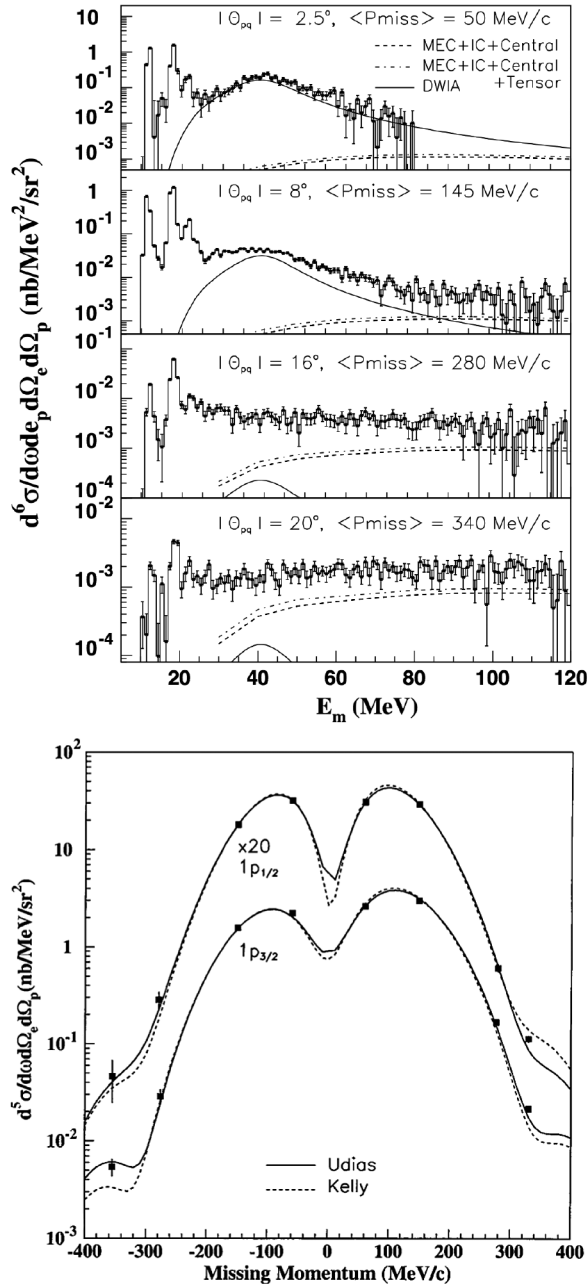 |Θpq| = 2.5°, <Pmiss> = 50 MeV/c
10
1
10⁻¹
10⁻²
10⁻³
MEC+IC+Central
MEC+IC+Central
DWIA +Tensor
|Θpq| = 8°, <Pmiss> = 145 MeV/c
1
10⁻¹
10⁻²
10⁻³
10⁻¹
|Θpq| = 16°, <Pmiss> = 280 MeV/c
10⁻²
10⁻³
10⁻⁴
10⁻²
|Θpq| = 20°, <Pmiss> = 340 MeV/c
10⁻³
10⁻⁴
d⁶σ/dωdeₚdΩₑdΩₚ (nb/MeV²/sr²)
20 40 60 80 100 120
Eₘ (MeV)
10²
10
1
10⁻¹
10⁻²
10⁻³
d⁵σ/dωdΩₑdΩₚ(nb/MeV/sr²)
x20
1p₁/₂
1p₃/₂
Udias
Kelly
-400 -300 -200 -100 0 100 200 300 400
Missing Momentum (MeV/c)